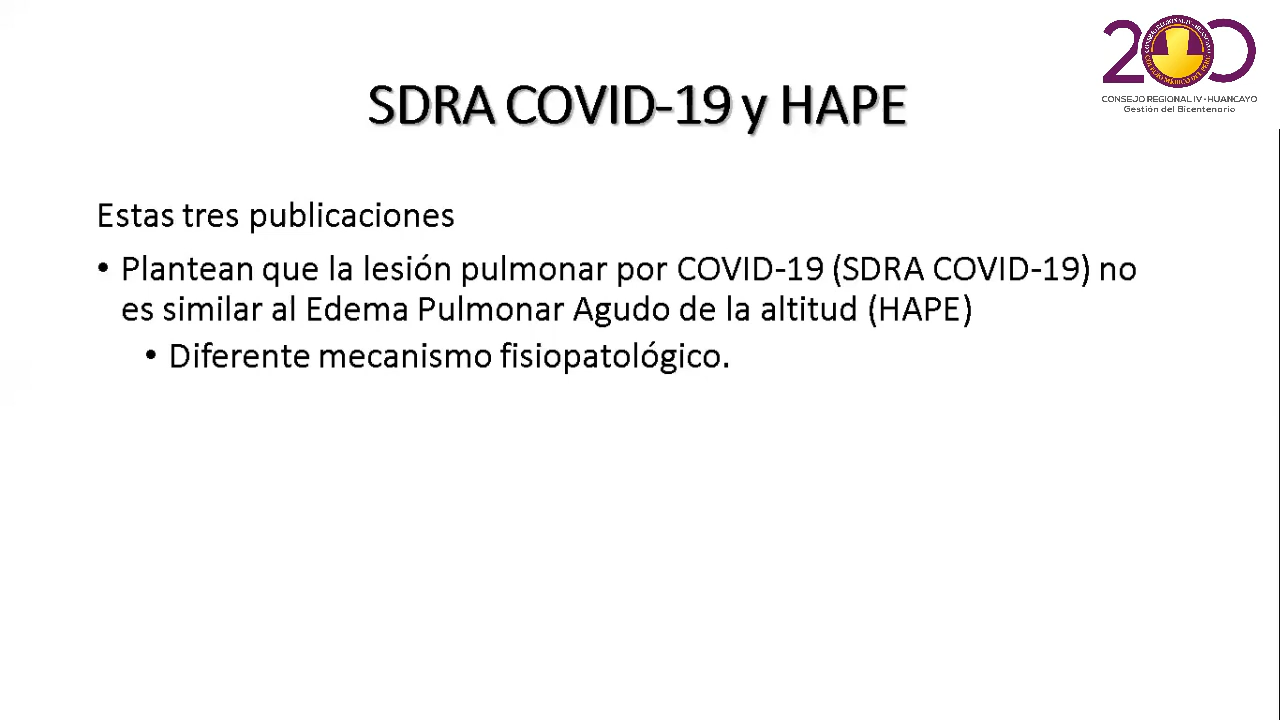 200
CONSEJO REGIONAL IV - HUANCAYO
Gestión del Bicentenario
SDRA COVID-19 y HAPE
Estas tres publicaciones
• Plantean que la lesión pulmonar por COVID-19 (SDRA COVID-19) no
es similar al Edema Pulmonar Agudo de la altitud (HAPE)
• Diferente mecanismo fisiopatológico.